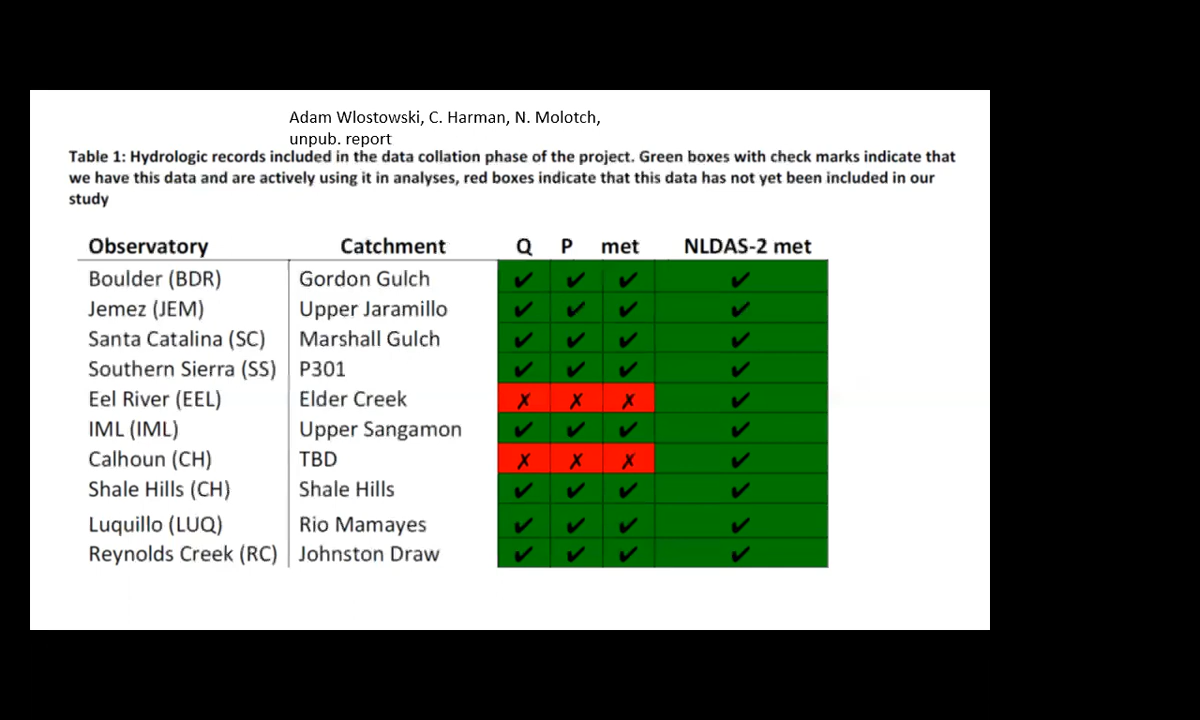 Adam Wlostowski, C. Harman, N. Molotch,
unpub. report
Table 1: Hydrologic records included in the data collation phase of the project. Green boxes with check marks indicate that
we have this data and are actively using it in analyses, red boxes indicate that this data has not yet been included in our
study
Observatory Catchment Q P met NLDAS-2 met
Boulder (BDR) Gordon Gulch ✔ ✔ ✔ ✔
Jemez (JEM) Upper Jaramillo ✔ ✔ ✔ ✔
Santa Catalina (SC) Marshall Gulch ✔ ✔ ✔ ✔
Southern Sierra (SS) P301 ✔ ✔ ✔ ✔
Eel River (EEL) Elder Creek ✗ ✗ ✗ ✔
IML (IML) Upper Sangamon ✔ ✔ ✔ ✔
Calhoun (CH) TBD ✗ ✗ ✗ ✔
Shale Hills (CH) Shale Hills ✔ ✔ ✔ ✔
Luquillo (LUQ) Rio Mamayes ✔ ✔ ✔ ✔
Reynolds Creek (RC) Johnston Draw ✔ ✔ ✔ ✔